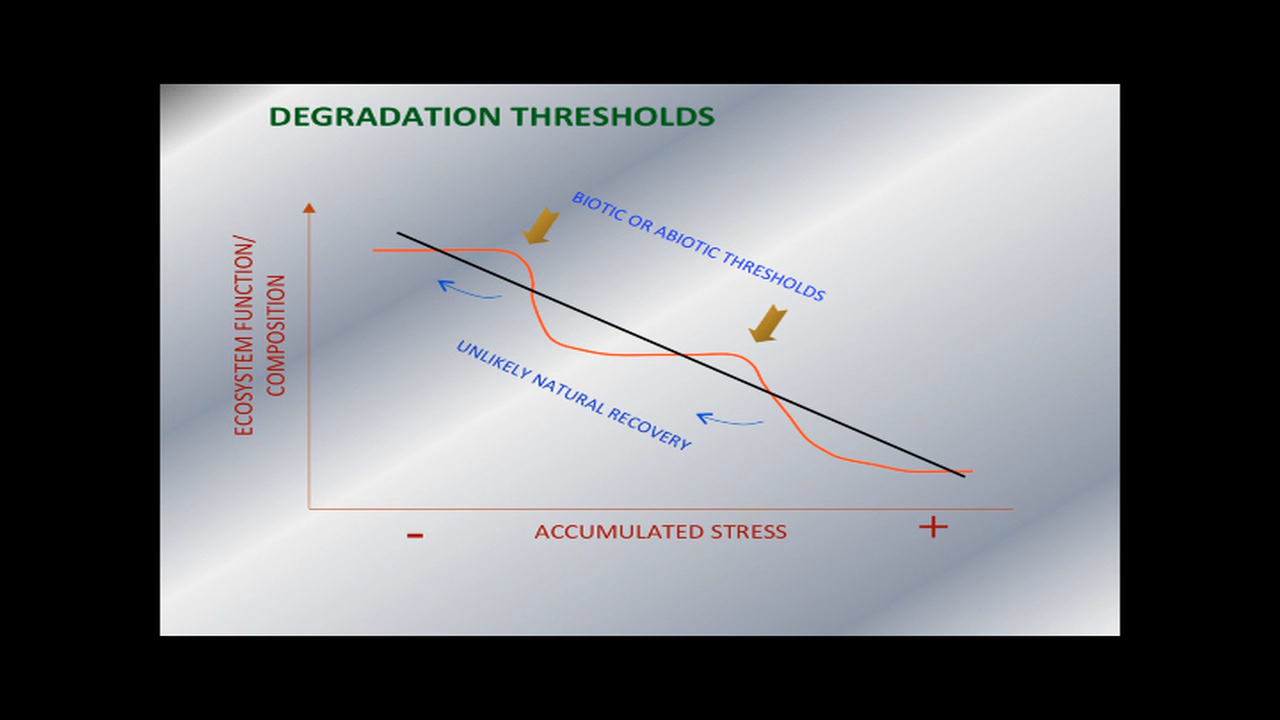 DEGRADATION THRESHOLDS
BIOTIC OR ABIOTIC THRESHOLDS
ECOSYSTEM FUNCTION/
COMPOSITION
UNLIKELY NATURAL RECOVERY
-
ACCUMULATED STRESS
+